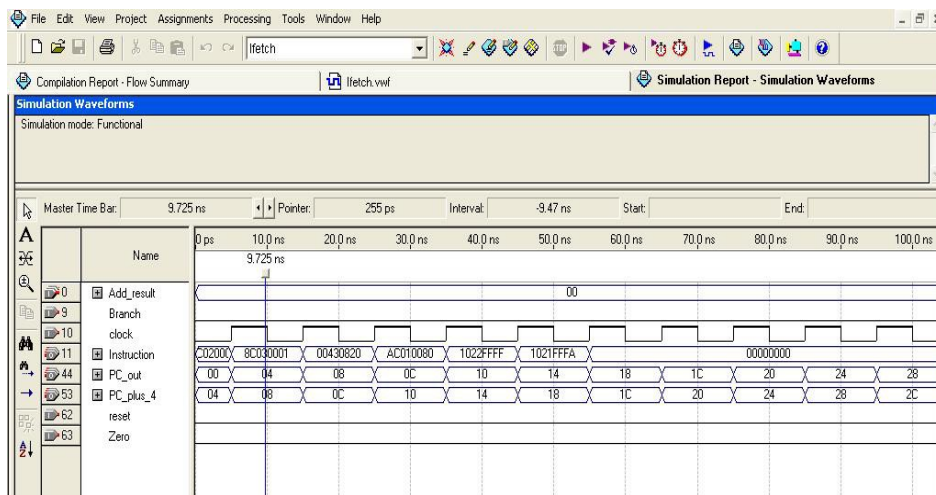 File Edit View Project Assignments Processing Tools Window Help
Ifetch
Compilation Report - Flow Summary
Ifetch.vwf
Simulation Report - Simulation Waveforms
Simulation Waveforms
Simulation mode: Functional
Master Time Bar: 9.725 ns Pointer: 255 ps Interval: -9.47 ns Start: End:
Name
0 ps 10.0 ns 20.0 ns 30.0 ns 40.0 ns 50.0 ns 60.0 ns 70.0 ns 80.0 ns 90.0 ns 100.0 ns
9.725 ns
0 Add_result 00
9 Branch
10 clock
11 Instruction 8C030001 00430820 AC010080 1022FFFF 1021FFFA 00000000
44 PC_out 00 04 08 0C 10 14 18 1C 20 24 28
53 PC_plus_4 04 08 0C 10 14 18 1C 20 24 28 2C
62 reset
63 Zero